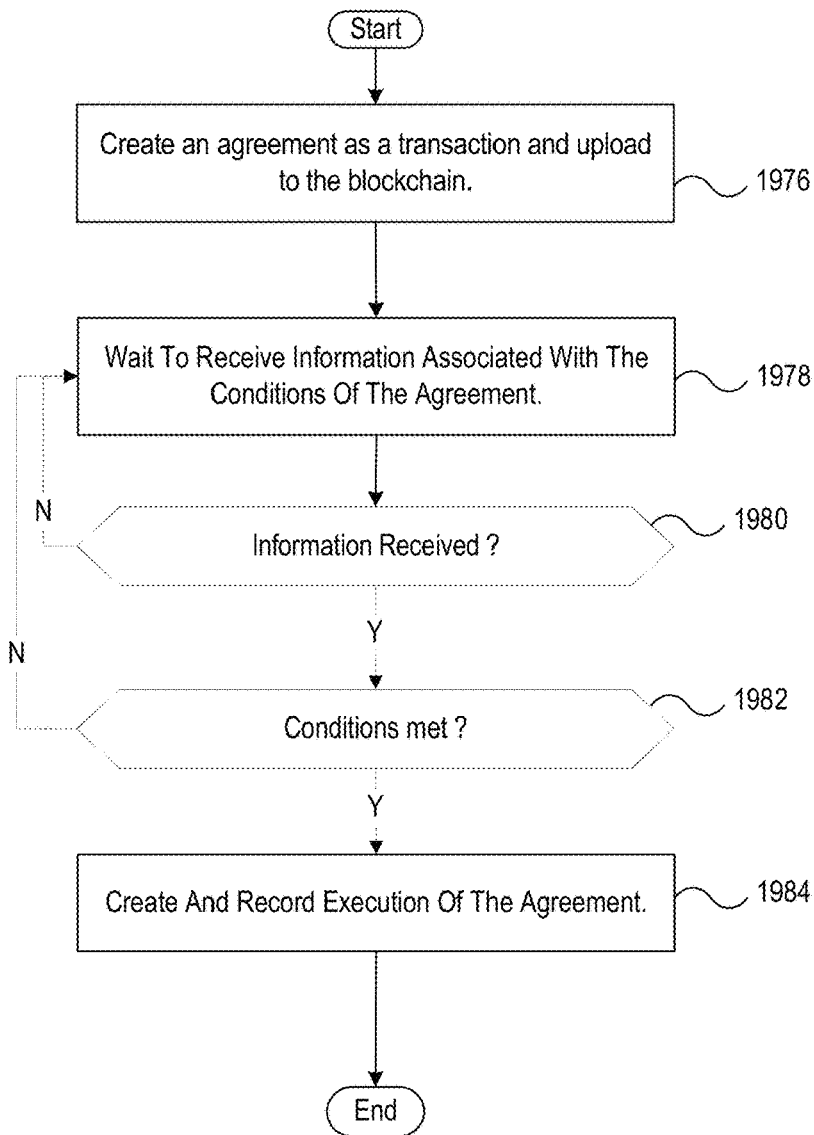 Start
Create an agreement as a transaction and upload
to the blockchain.
1976
Wait To Receive Information Associated With The
Conditions Of The Agreement.
1978
N
Information Received ?
1980
Y
N
Conditions met ?
1982
Y
Create And Record Execution Of The Agreement.
1984
End